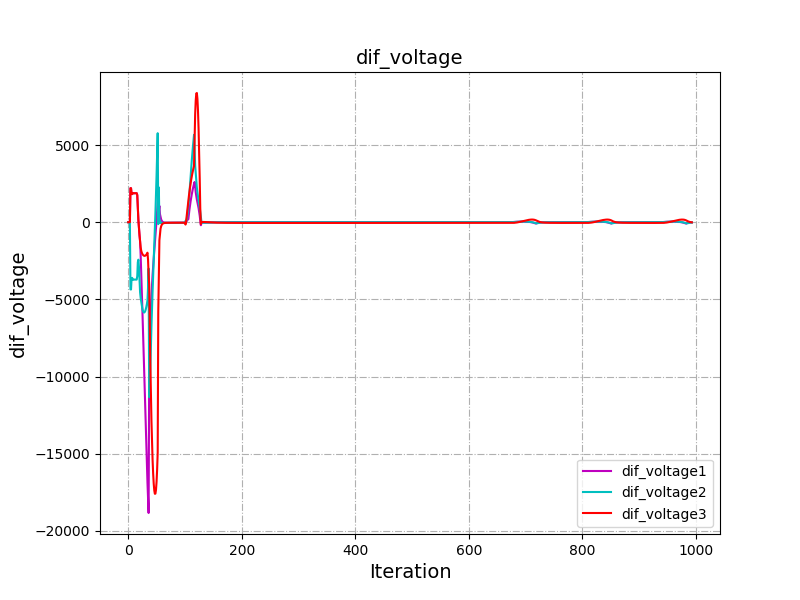 dif_voltage
dif_voltage
5000
0
−5000
−10000
−15000
−20000
0
200
400
600
800
1000
Iteration
dif_voltage1
dif_voltage2
dif_voltage3